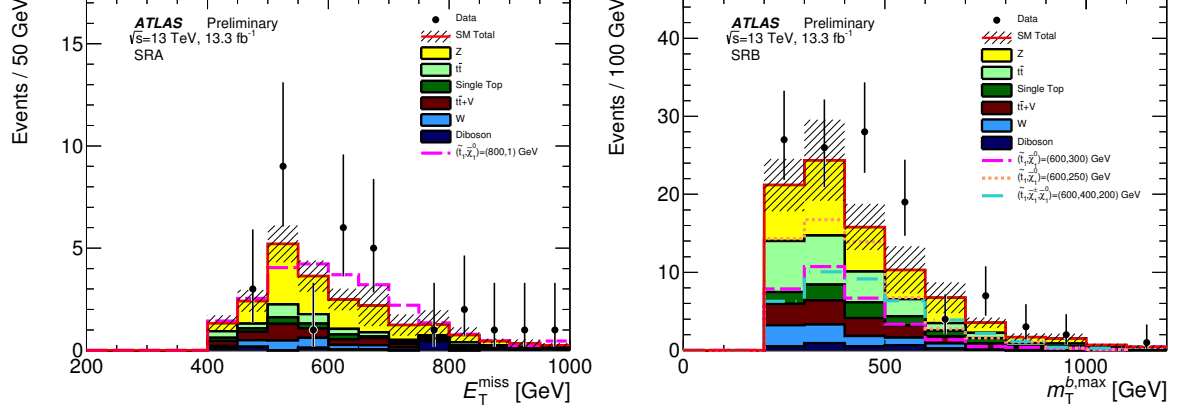 ATLAS Preliminary
√s=13 TeV, 13.3 fb⁻¹
SRA
Data
SM Total
Z
tt̄
Single Top
tt̄+V
W
Diboson
(t̃₁,χ̃₁⁰)=(800,1) GeV
Events / 50 GeV
15
10
5
0
200 400 600 800 1000
E_T^miss [GeV]
ATLAS Preliminary
√s=13 TeV, 13.3 fb⁻¹
SRB
Data
SM Total
Z
tt̄
Single Top
tt̄+V
W
Diboson
(t̃₁,χ̃₁⁰)=(600,300) GeV
(t̃₁,χ̃₁⁰)=(600,250) GeV
(t̃₁,χ̃₁±,χ̃₁⁰)=(600,400,200) GeV
Events / 100 GeV
40
30
20
10
0
0 500 1000
m_T^b,max [GeV]